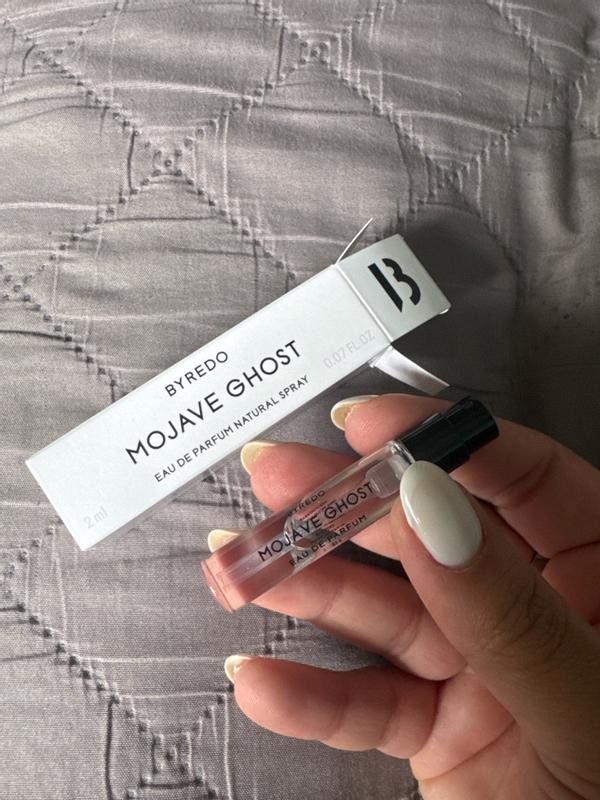 B
BYREDO
MOJAVE GHOST
EAU DE PARFUM NATURAL SPRAY
2 ml
0.07 FL.OZ
BYREDO
MOJAVE GHOST
EAU DE PARFUM